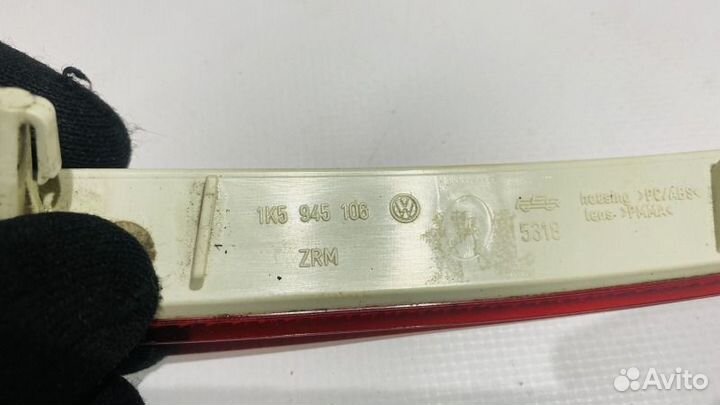 1K5 945 106
ZRM
5318
housing >PC/ABS<
lens >PMMA<
Avito